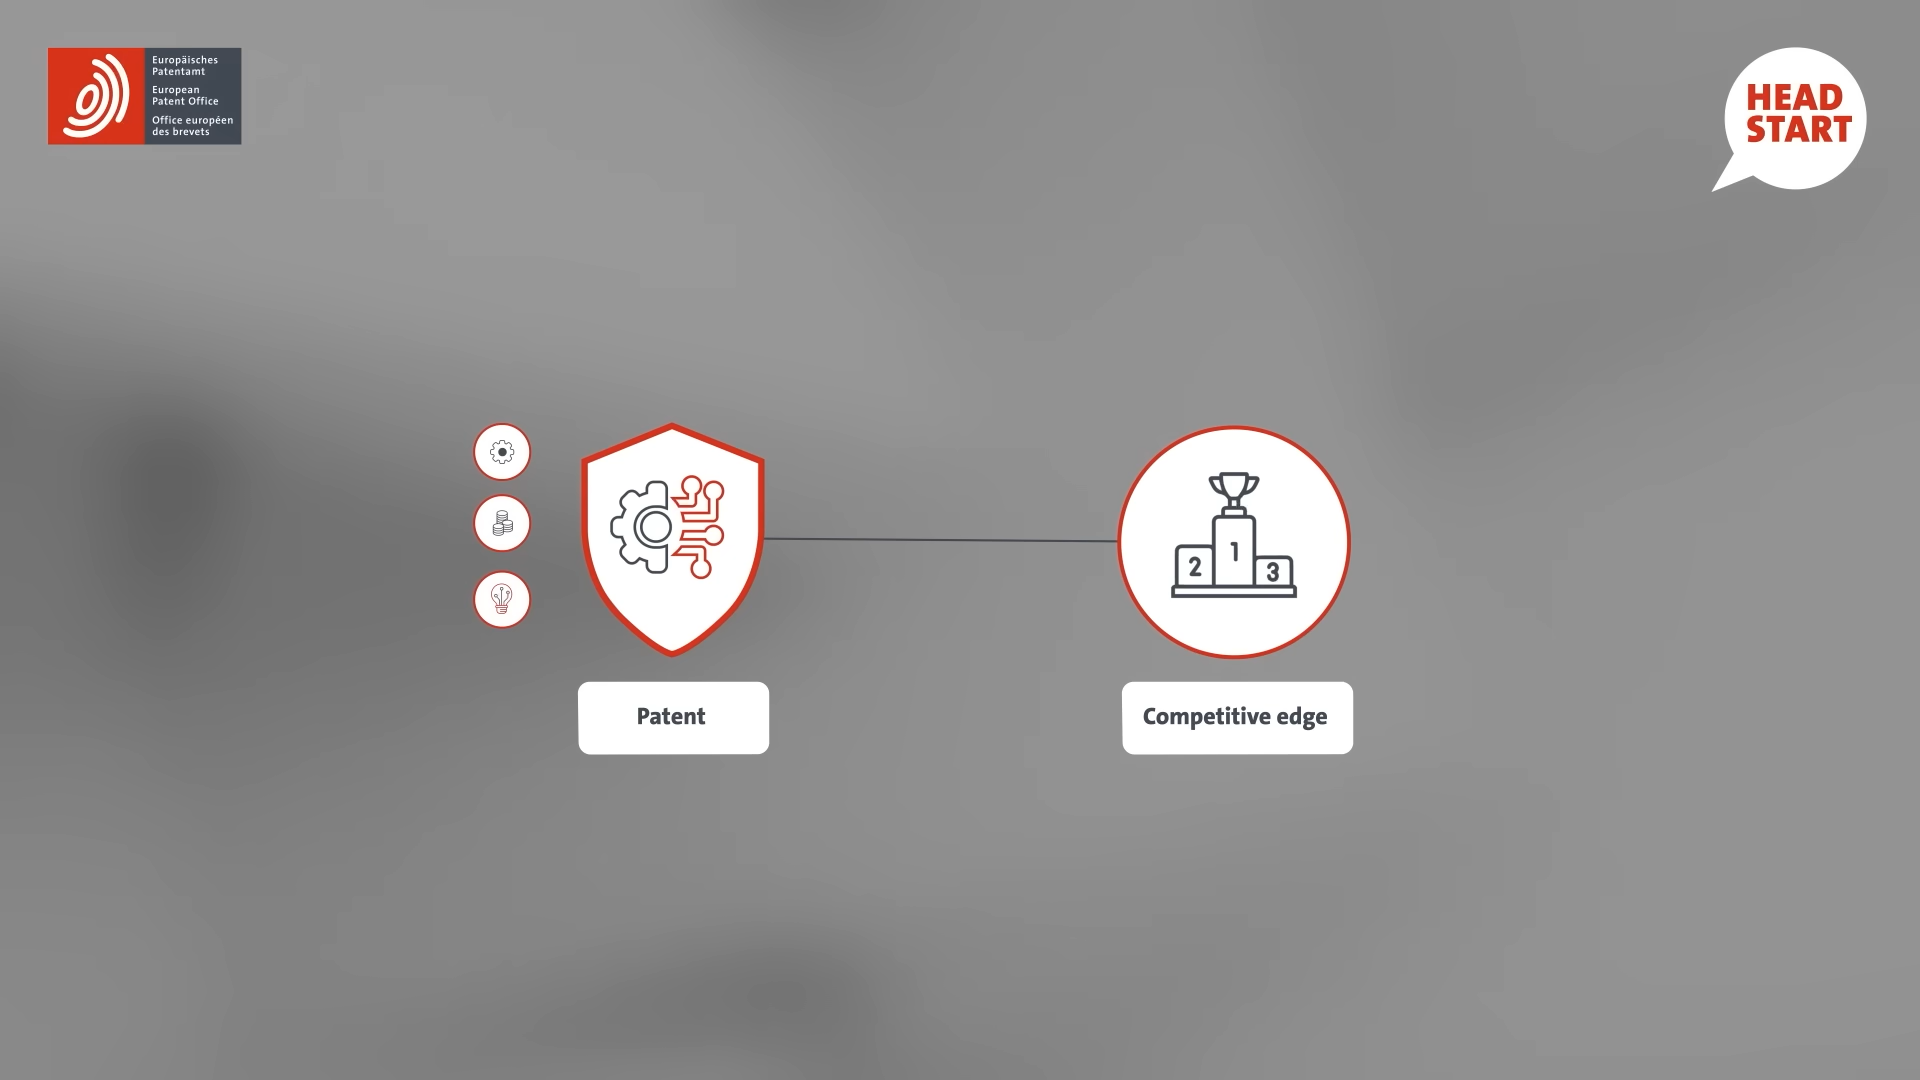 Europäisches
Patentamt
European
Patent Office
Office européen
des brevets
HEAD
START
1
2
3
Patent
Competitive edge